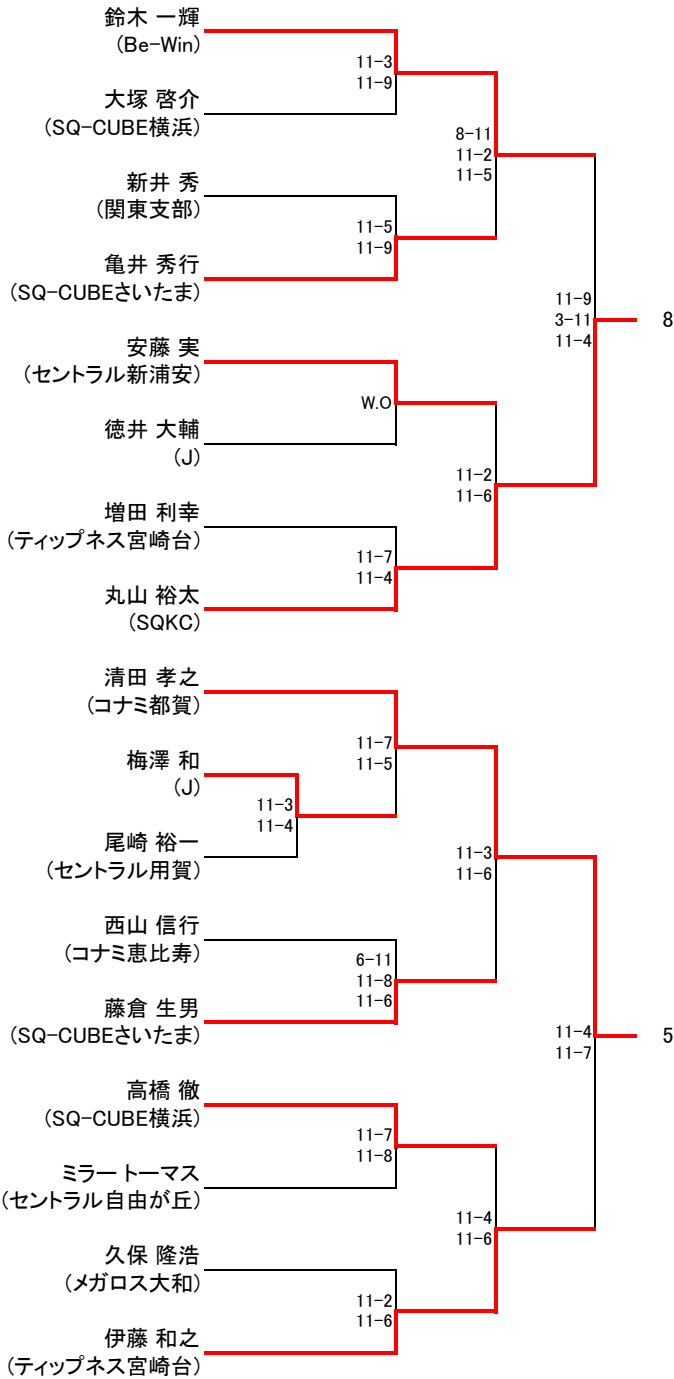 鈴木 一輝
(Be-Win)
11-3
11-9
大塚 啓介
(SQ-CUBE横浜)
8-11
11-2
11-5
新井 秀
(関東支部)
11-5
11-9
亀井 秀行
(SQ-CUBEさいたま)
11-9
3-11
11-4
8
安藤 実
(セントラル新浦安)
W.O
徳井 大輔
(J)
11-2
11-6
増田 利幸
(ティップネス宮崎台)
11-7
11-4
丸山 裕太
(SQKC)
清田 孝之
(コナミ都賀)
11-7
11-5
梅澤 和
(J)
11-3
11-4
尾崎 裕一
(セントラル用賀)
11-3
11-6
西山 信行
(コナミ恵比寿)
6-11
11-8
11-6
藤倉 生男
(SQ-CUBEさいたま)
11-4
11-7
5
高橋 徹
(SQ-CUBE横浜)
11-7
11-8
ミラー トーマス
(セントラル自由が丘)
11-4
11-6
久保 隆浩
(メガロス大和)
11-2
11-6
伊藤 和之
(ティップネス宮崎台)